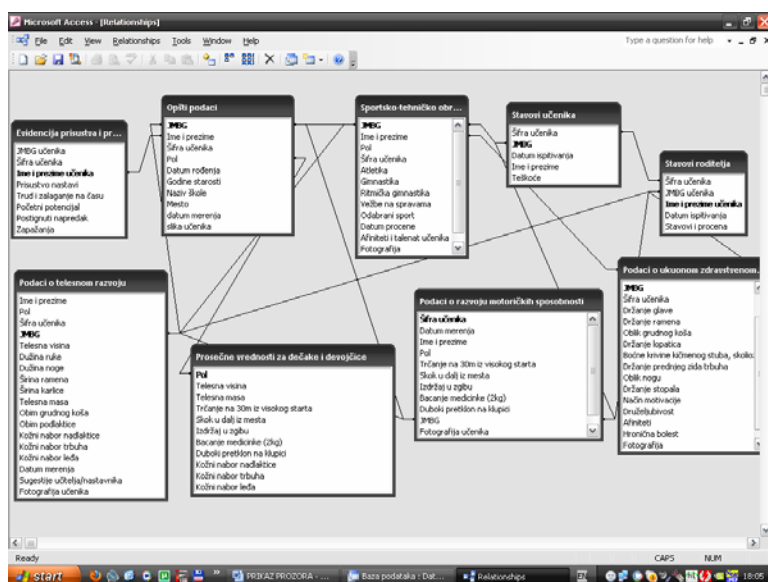 Microsoft Access - [Relationships]
File Edit View Relationships Tools Window Help
Type a question for help
Evidencija prisustva i pr...
JMBG učenika
Šifra učenika
Ime i prezime učenika
Prisustvo nastavi
Trud i zalaganje na času
Početni potencijal
Postignuti napredak
Zapažanja
Opšti podaci
JMBG
Ime i prezime
Šifra učenika
Pol
Datum rođenja
Godine starosti
Naziv škole
Mesto
datum merenja
slika učenika
Sportsko-tehničko obr...
JMBG
Ime i prezime
Pol
Šifra učenika
Atletika
Gimnastika
Ritmička gimnastika
Vežbe na spravama
Odabrani sport
Datum procene
Afiniteti i talenat učenika
Fotografija
Stavovi učenika
Šifra učenika
JMBG
Datum ispitivanja
Ime i prezime
Teškoće
Stavovi roditelja
Šifra učenika
JMBG učenika
Ime i prezime učenika
Datum ispitivanja
Stavovi i procena
Podaci o telesnom razvoju
Ime i prezime
Pol
Šifra učenika
JMBG
Telesna visina
Dužina ruke
Dužina noge
Širina ramena
Širina karlice
Telesna masa
Obim grudnog koša
Obim podlaktice
Kožni nabor nadlaktice
Kožni nabor trbuha
Kožni nabor leđa
Datum merenja
Sugestije učitelja/nastavnika
Fotografija učenika
Prosečne vrednosti za dečake i devojčice
Pol
Telesna visina
Telesna masa
Trčanje na 30m iz visokog starta
Skok u dalj iz mesta
Izdržaj u zgibu
Bacanje medicinke (2kg)
Duboki pretklon na klupici
Kožni nabor nadlaktice
Kožni nabor trbuha
Kožni nabor leđa
Podaci o razvoju motoričkih sposobnosti
Šifra učenika
Datum merenja
Ime i prezime
Pol
Trčanje na 30m iz visokog starta
Skok u dalj iz mesta
Izdržaj u zgibu
Bacanje medicinke (2kg)
Duboki pretklon na klupici
JMBG
Fotografija učenika
Podaci o ukuonom zdravstvenom...
JMBG
Šifra učenika
Držanje glave
Držanje ramena
Oblik grudnog koša
Držanje lopatica
Bočne krivine kičmenog stuba, skolioz
Držanje prednjeg zida trbuha
Oblik nogu
Držanje stopala
Način motivacije
Druželjubivost
Afiniteti
Hronična bolest
Fotografija
Ready
CAPS NUM
start
PRIKAZ PROZORA - ...
Baza podataka : Dat...
Relationships
18:05